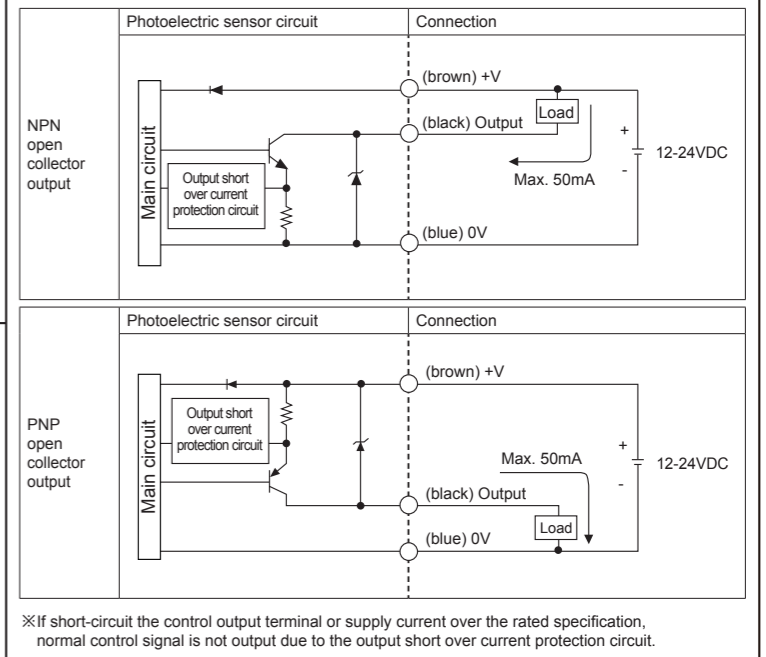 Photoelectric sensor circuit
Connection
NPN
open
collector
output
Main circuit
Output short
over current
protection circuit
(brown) +V
(black) Output
Load
Max. 50mA
+
-
12-24VDC
(blue) 0V
Photoelectric sensor circuit
Connection
PNP
open
collector
output
Main circuit
Output short
over current
protection circuit
(brown) +V
Max. 50mA
+
-
12-24VDC
(black) Output
Load
(blue) 0V
※If short-circuit the control output terminal or supply current over the rated specification,
normal control signal is not output due to the output short over current protection circuit.